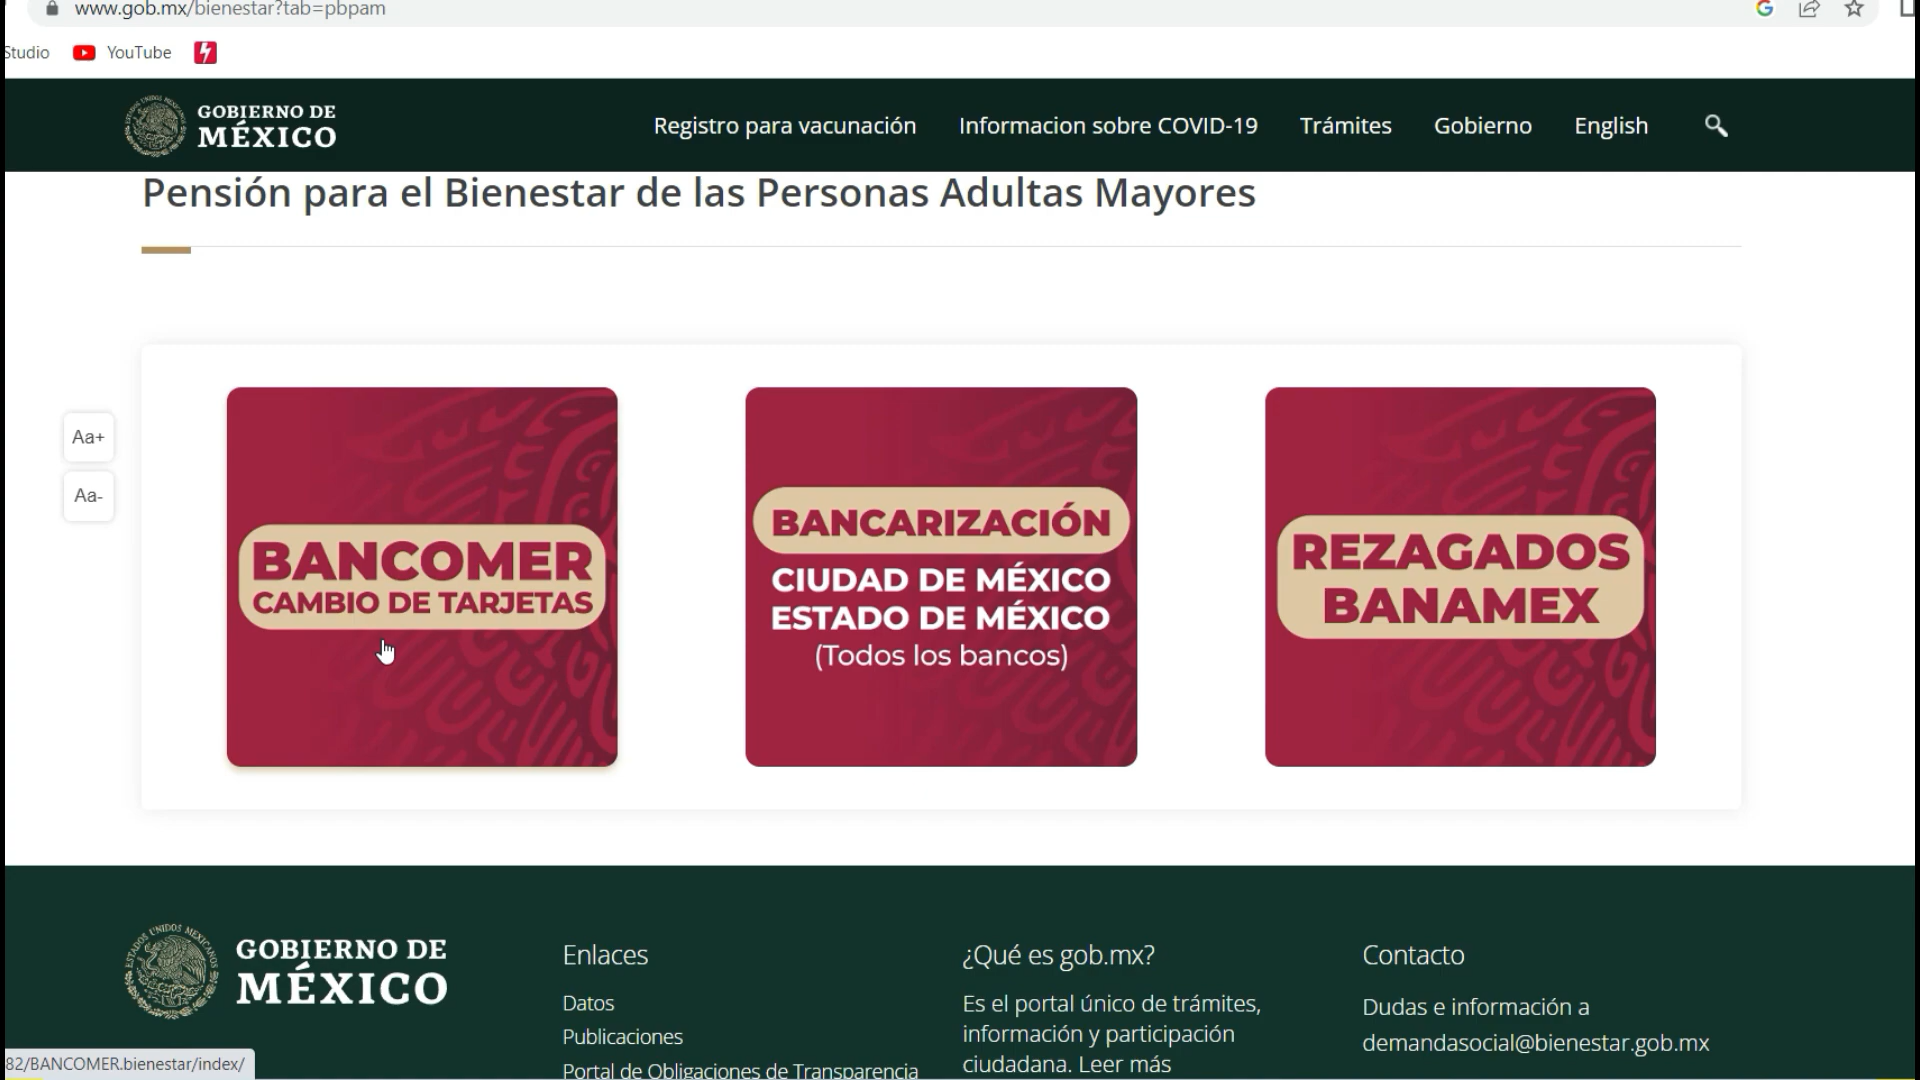 www.gob.mx/bienestar?tab=pbpam
Studio YouTube
GOBIERNO DE
MÉXICO
Registro para vacunación Informacion sobre COVID-19 Trámites Gobierno English
Pensión para el Bienestar de las Personas Adultas Mayores
Aa+
Aa-
BANCOMER
CAMBIO DE TARJETAS
BANCARIZACIÓN
CIUDAD DE MÉXICO
ESTADO DE MÉXICO
(Todos los bancos)
REZAGADOS
BANAMEX
ESTADOS UNIDOS MEXICANOS
GOBIERNO DE
MÉXICO
Enlaces
Datos
Publicaciones
Portal de Obligaciones de Transparencia
¿Qué es gob.mx?
Es el portal único de trámites,
información y participación
ciudadana. Leer más
Contacto
Dudas e información a
demandasocial@bienestar.gob.mx
82/BANCOMER.bienestar/index/